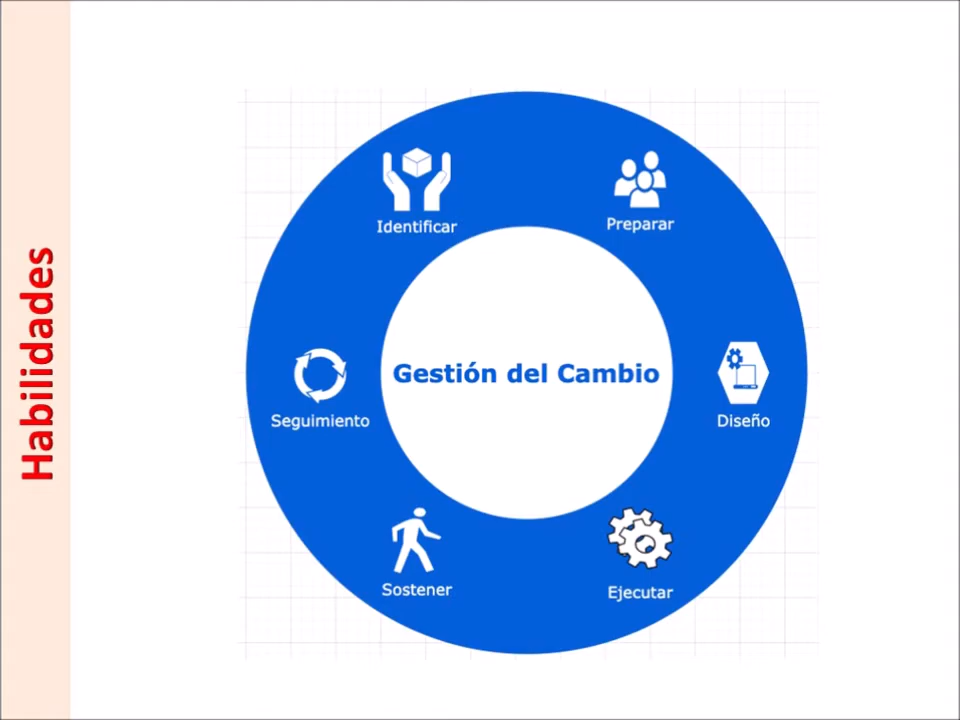 Habilidades
Identificar
Preparar
Gestión del Cambio
Seguimiento
Diseño
Sostener
Ejecutar